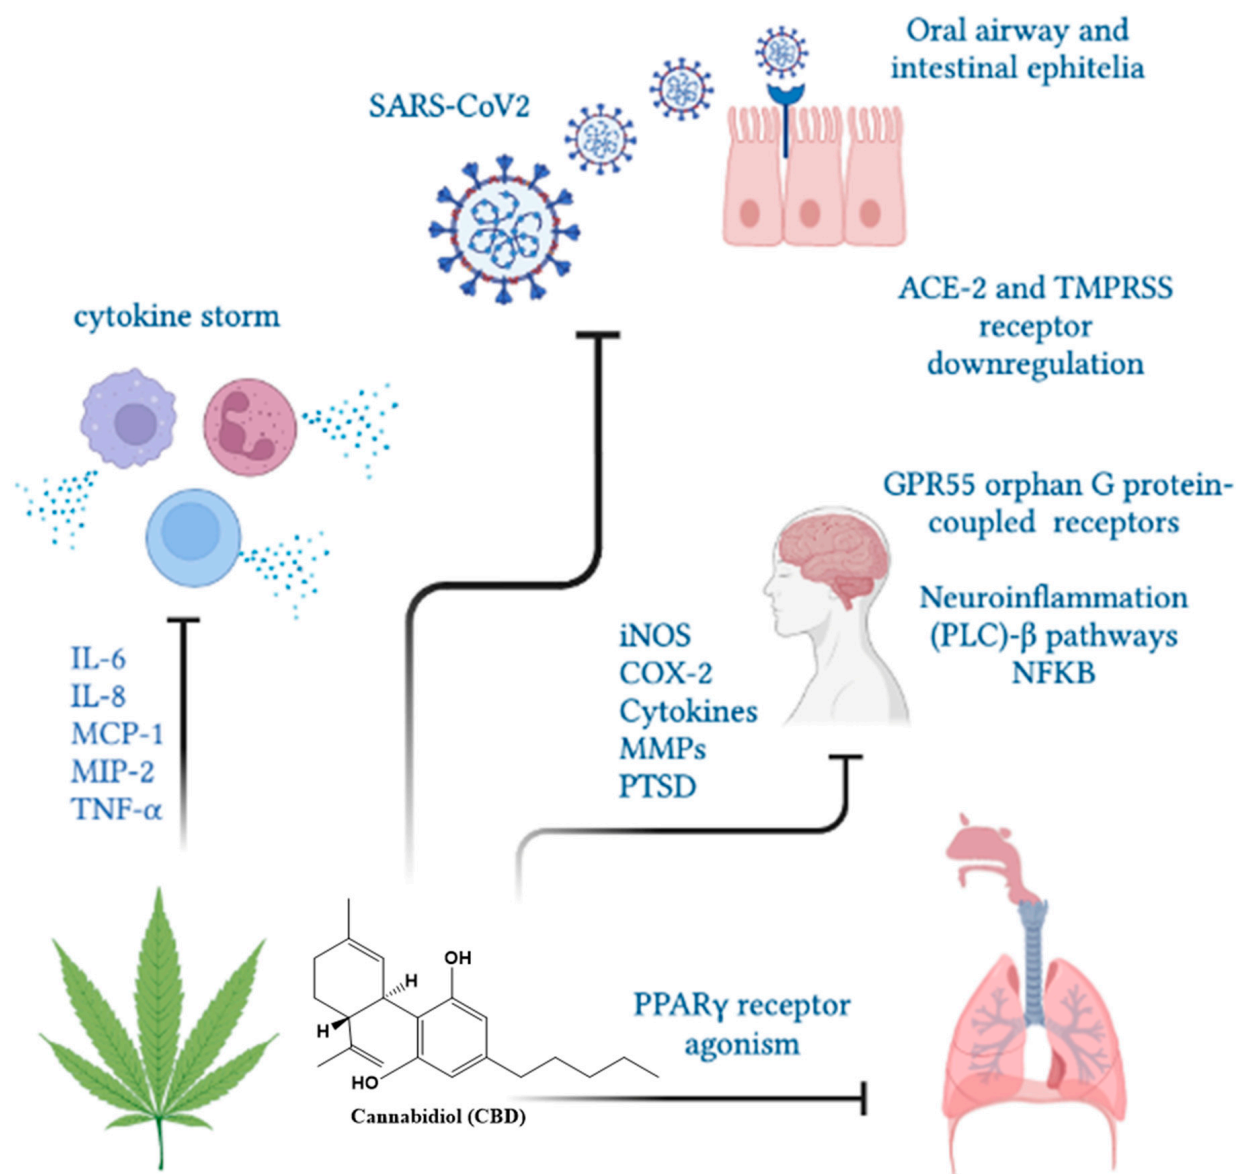 Oral airway and
intestinal ephitelia
SARS-CoV2
ACE-2 and TMPRSS
receptor
downregulation
cytokine storm
GPR55 orphan G protein-
coupled receptors
Neuroinflammation
(PLC)-β pathways
NFKB
iNOS
COX-2
Cytokines
MMPs
PTSD
IL-6
IL-8
MCP-1
MIP-2
TNF-α
OH
H
H
HO
Cannabidiol (CBD)
PPARγ receptor
agonism